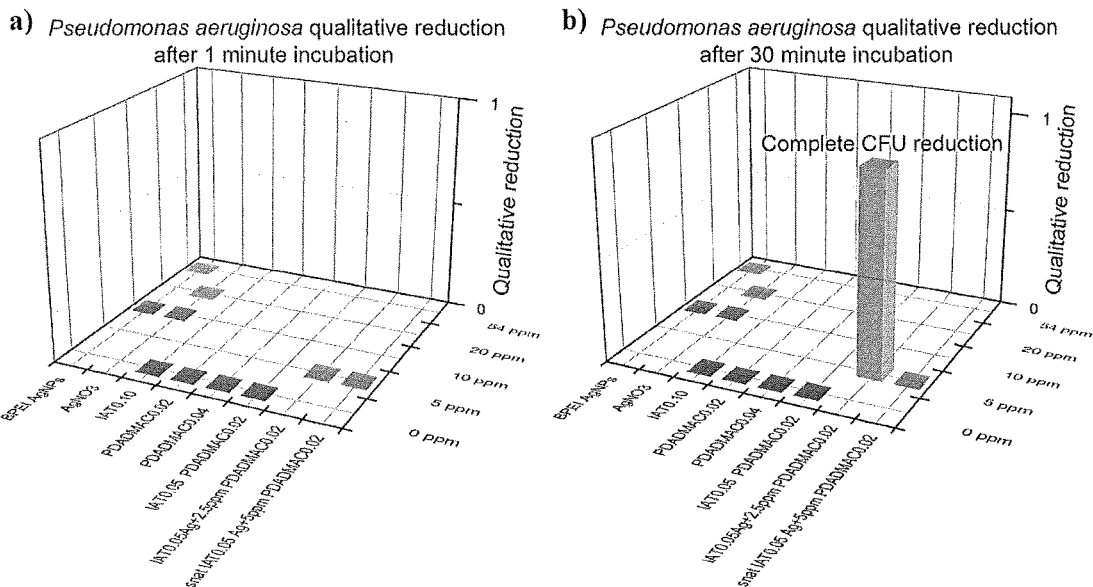 a) Pseudomonas aeruginosa qualitative reduction
after 1 minute incubation
1
Qualitative reduction
0
54 ppm
20 ppm
10 ppm
5 ppm
0 ppm
BPEI AgNPs
AgNO3
IAT0.10
PDADMAC0.02
PDADMAC0.04
IAT0.05 PDADMAC0.02
IAT0.05Ag+2.5ppm PDADMAC0.02
snat IAT0.05 Ag+5ppm PDADMAC0.02
b) Pseudomonas aeruginosa qualitative reduction
after 30 minute incubation
Complete CFU reduction
1
Qualitative reduction
0
54 ppm
20 ppm
10 ppm
5 ppm
0 ppm
BPEI AgNPs
AgNO3
IAT0.10
PDADMAC0.02
PDADMAC0.04
IAT0.05 PDADMAC0.02
IAT0.05Ag+2.5ppm PDADMAC0.02
snat IAT0.05 Ag+5ppm PDADMAC0.02